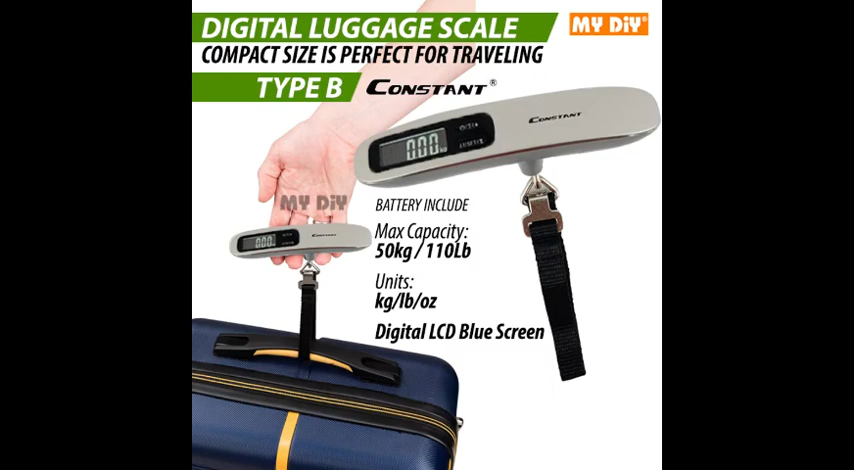 DIGITAL LUGGAGE SCALE
MY DiY®
COMPACT SIZE IS PERFECT FOR TRAVELING
TYPE B CONSTANT®
CONSTANT
0.00
MY DiY
BATTERY INCLUDE
CONSTANT
0.00
Max Capacity:
50kg / 110Lb
Units:
kg/lb/oz
Digital LCD Blue Screen